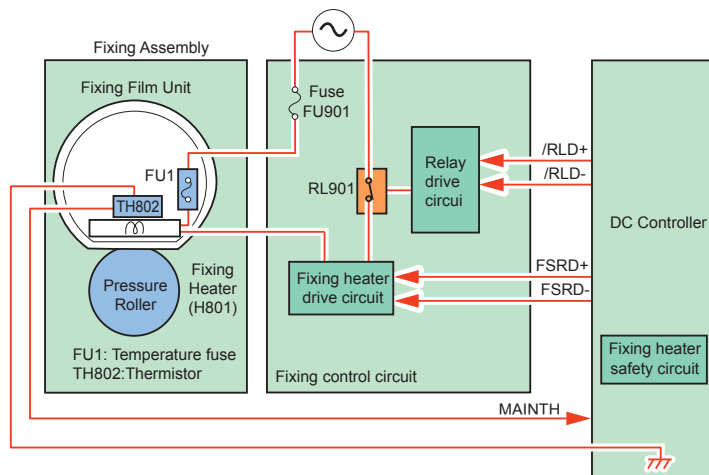 Fixing Assembly
Fixing Film Unit
FU1
TH802
Pressure
Roller
Fixing
Heater
(H801)
FU1: Temperature fuse
TH802:Thermistor
Fuse
FU901
RL901
Relay
drive
circui
Fixing heater
drive circuit
Fixing control circuit
/RLD+
/RLD-
FSRD+
FSRD-
MAINTH
DC Controller
Fixing heater
safety circuit